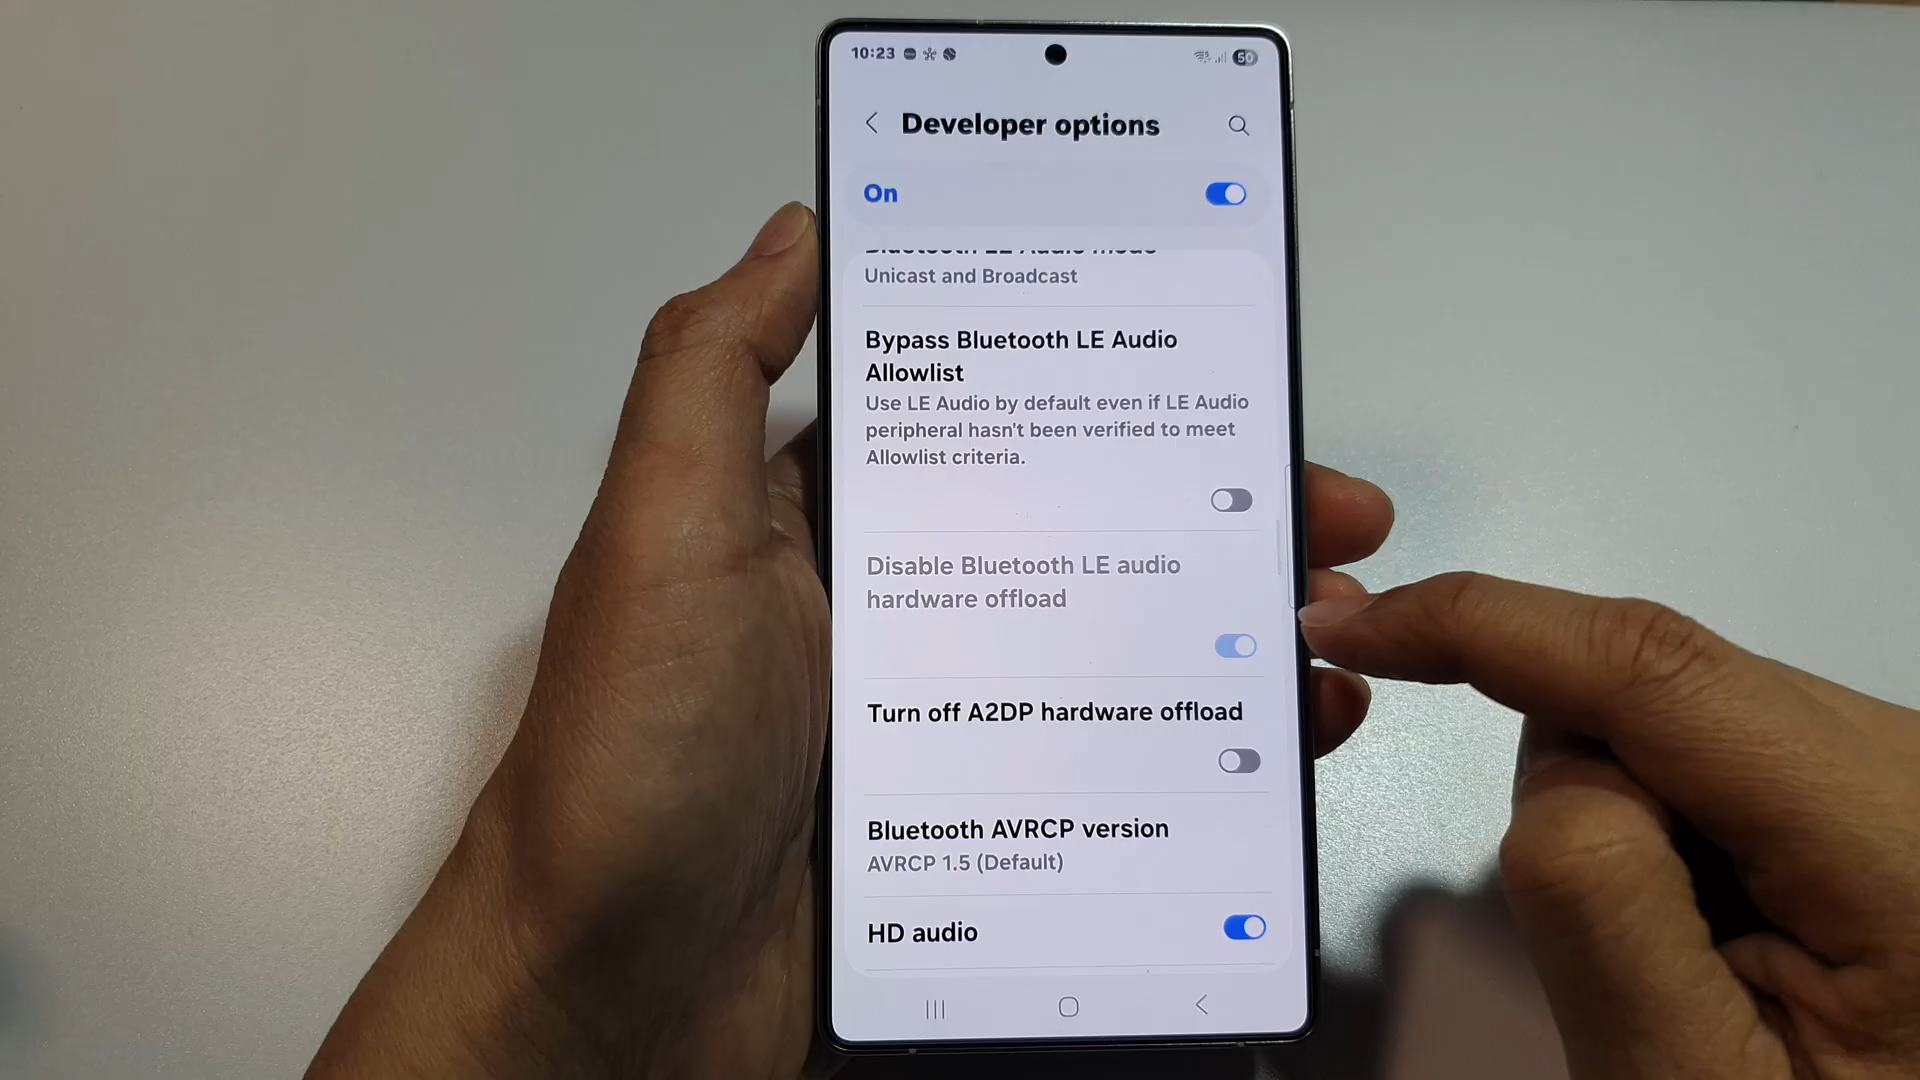 10:23
50
Developer options
On
Bluetooth LE Audio mode
Unicast and Broadcast
Bypass Bluetooth LE Audio
Allowlist
Use LE Audio by default even if LE Audio
peripheral hasn't been verified to meet
Allowlist criteria.
Disable Bluetooth LE audio
hardware offload
Turn off A2DP hardware offload
Bluetooth AVRCP version
AVRCP 1.5 (Default)
HD audio